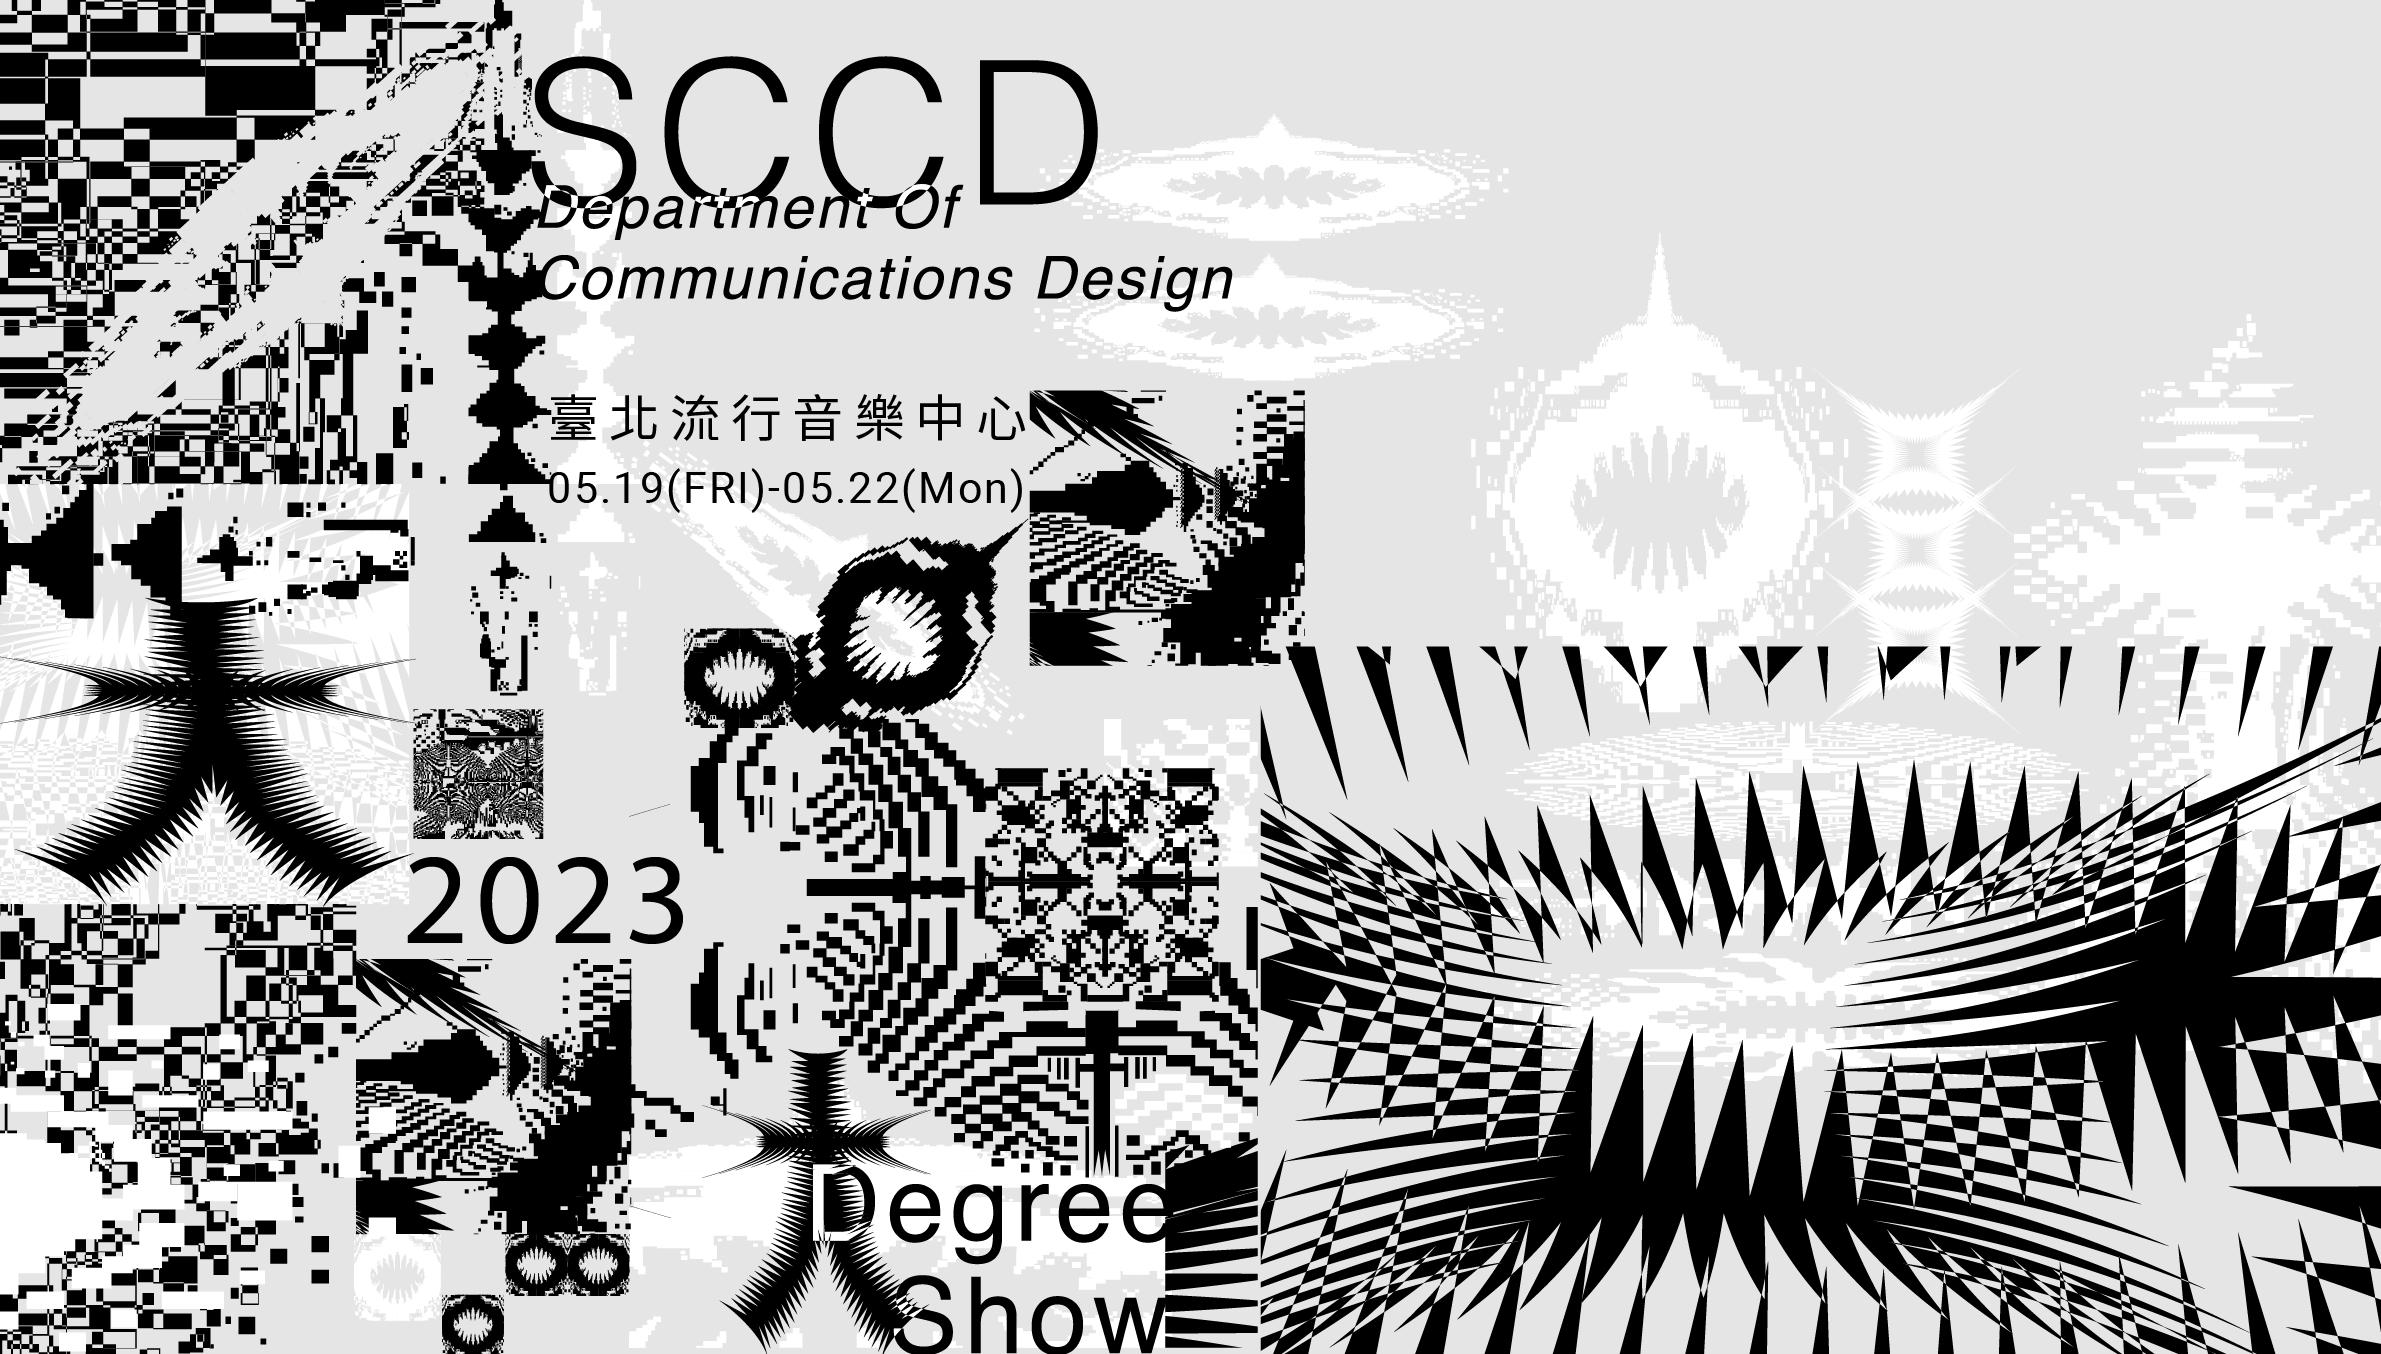 SCCD
Department Of
Communications Design
臺北流行音樂中心
05.19(FRI)-05.22(Mon)
2023
Degree
Show